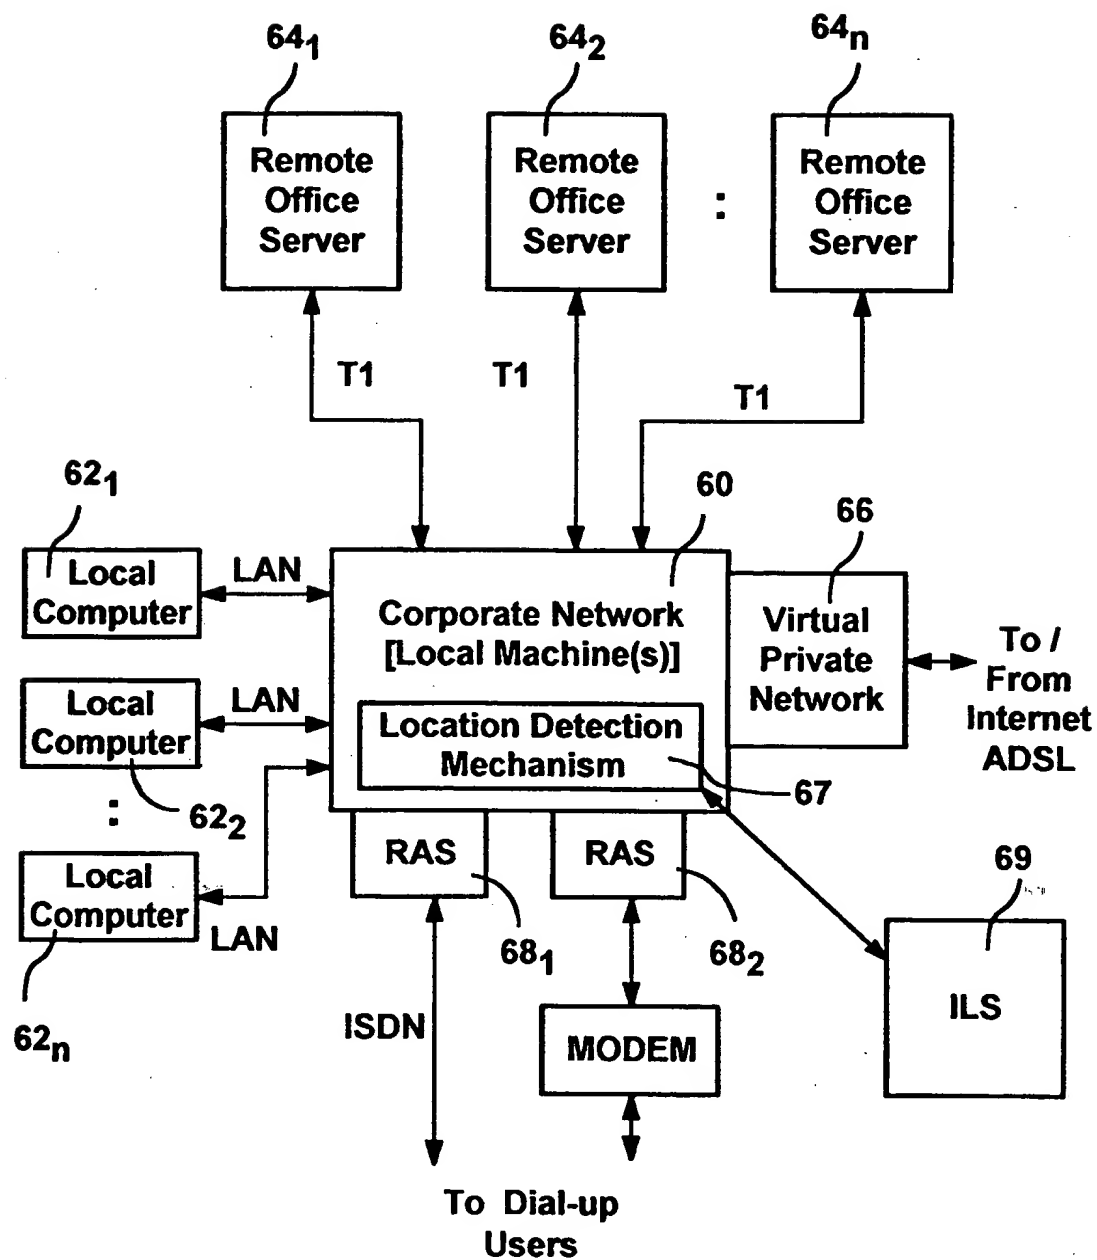 64₁
64₂
64n
Remote
Office
Server
Remote
Office
Server
:
Remote
Office
Server
T1
T1
T1
62₁
60
66
Local
Computer
LAN
Corporate Network
[Local Machine(s)]
Virtual
Private
Network
To /
From
Internet
ADSL
Local
Computer
LAN
Location Detection
Mechanism
67
:
62₂
Local
Computer
LAN
62n
RAS
68₁
RAS
68₂
69
ILS
ISDN
MODEM
To Dial-up
Users